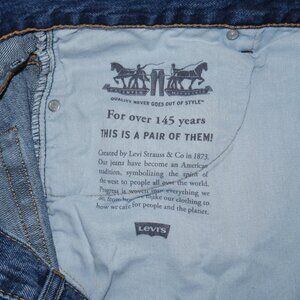 QUALITY NEVER GOES OUT OF STYLE™
For over 145 years
THIS IS A PAIR OF THEM!
Created by Levi Strauss & Co in 1873.
Our jeans have become an American
tradition, symbolizing the spirit of
the west to people all over the world.
Progress is woven into everything we
do, from how we make our clothing to
how we care for people and the planet.
LEVI'S